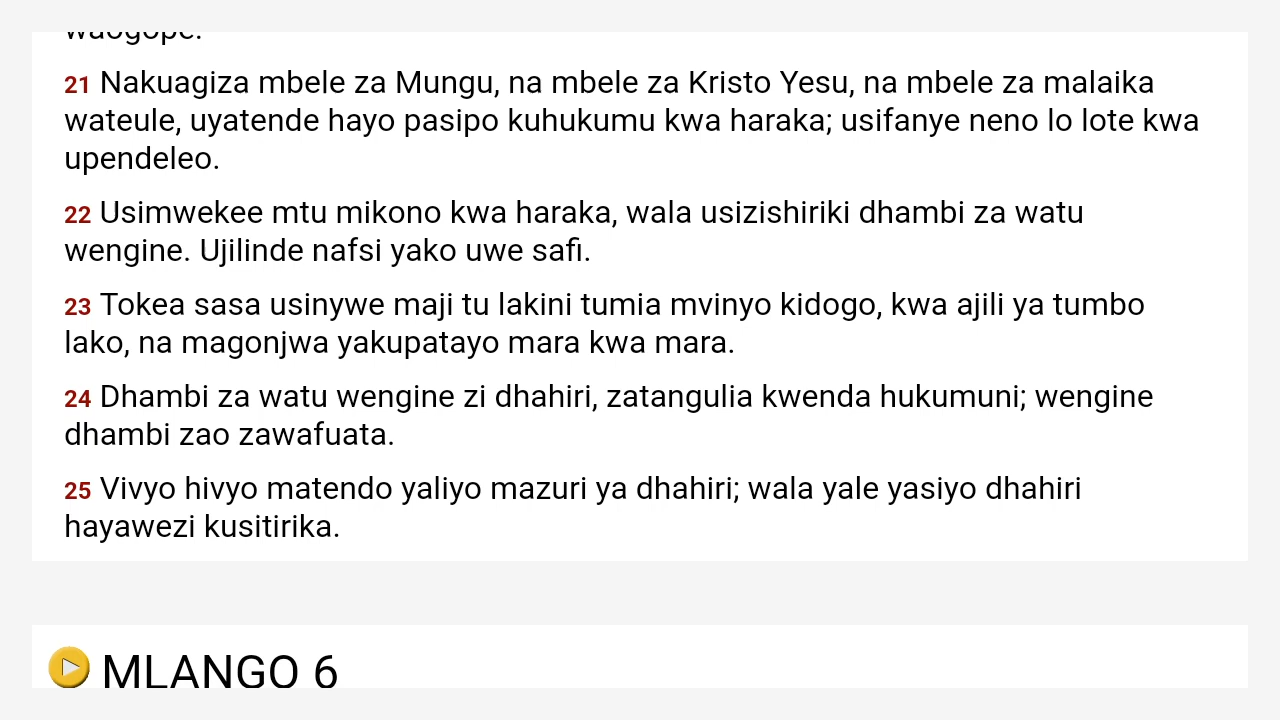 waogope.
21 Nakuagiza mbele za Mungu, na mbele za Kristo Yesu, na mbele za malaika
wateule, uyatende hayo pasipo kuhukumu kwa haraka; usifanye neno lo lote kwa
upendeleo.
22 Usimwekee mtu mikono kwa haraka, wala usizishiriki dhambi za watu
wengine. Ujilinde nafsi yako uwe safi.
23 Tokea sasa usinywe maji tu lakini tumia mvinyo kidogo, kwa ajili ya tumbo
lako, na magonjwa yakupatayo mara kwa mara.
24 Dhambi za watu wengine zi dhahiri, zatangulia kwenda hukumuni; wengine
dhambi zao zawafuata.
25 Vivyo hivyo matendo yaliyo mazuri ya dhahiri; wala yale yasiyo dhahiri
hayawezi kusitirika.
MLANGO 6